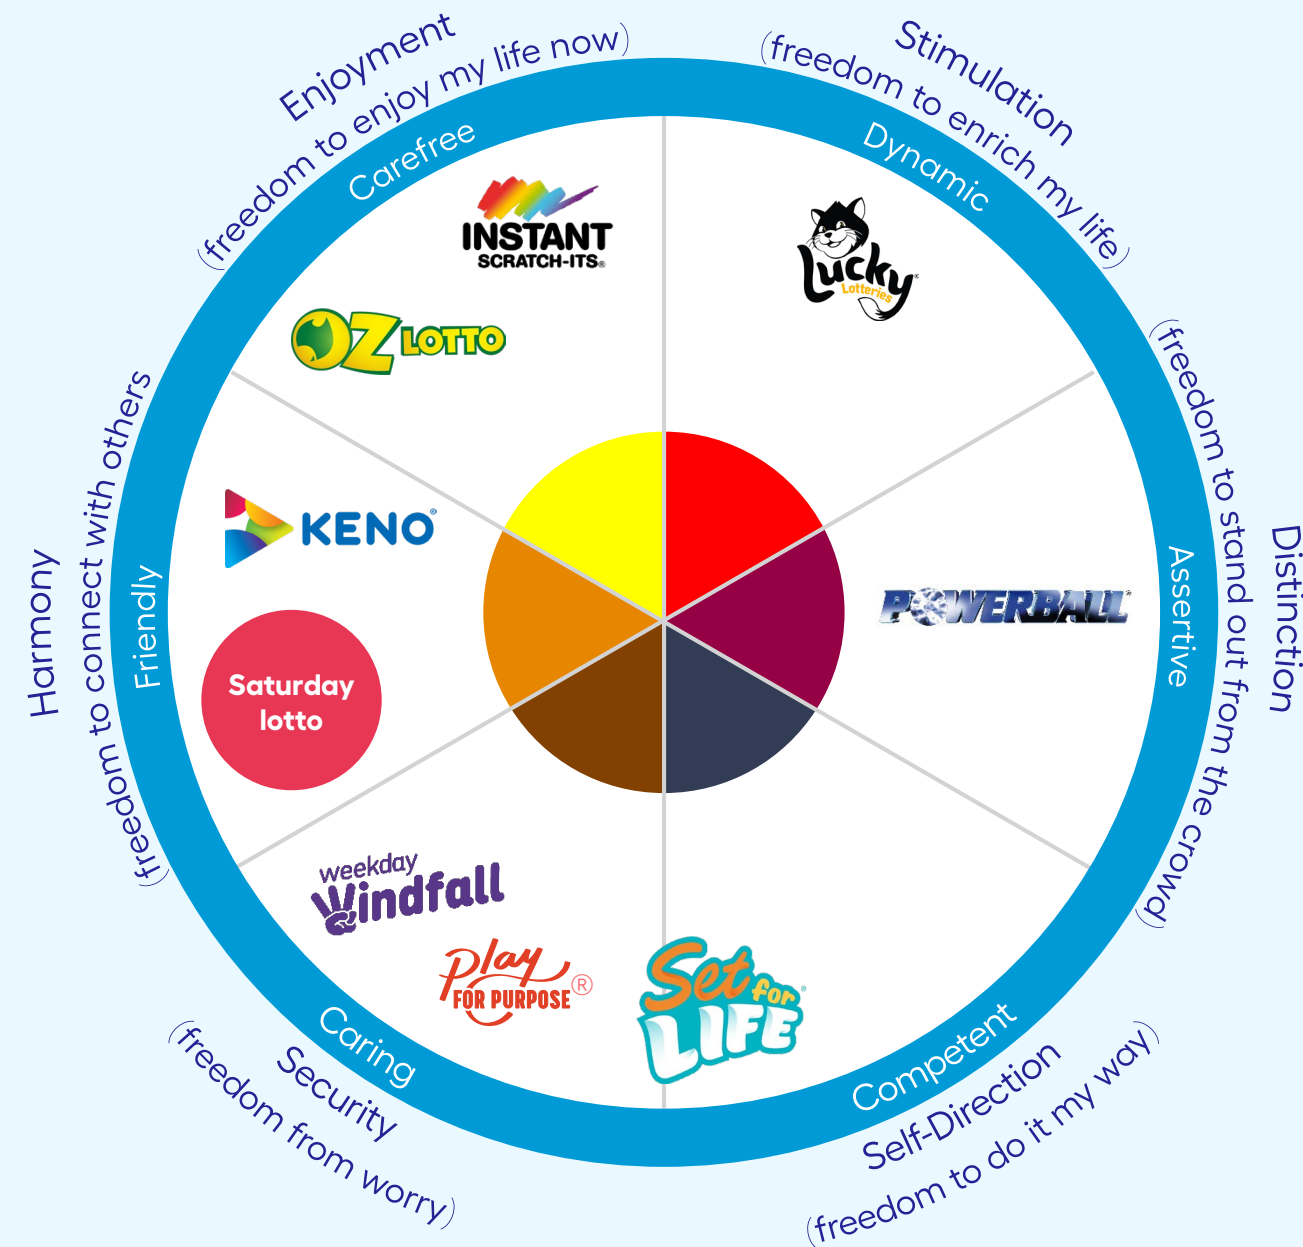 Enjoyment
(freedom to enjoy my life now)
Carefree
Stimulation
(freedom to enrich my life)
Dynamic
INSTANT
SCRATCH-ITS®
Lucky®
Lotteries
OZ LOTTO
(freedom to stand out from the crowd)
Distinction
Assertive
POWERBALL®
Harmony
(freedom to connect with others
Friendly
KENO®
Saturday
lotto
weekday
Windfall
Play
FOR PURPOSE®
Set for
LIFE®
Caring
Security
(freedom from worry)
Competent
Self-Direction
(freedom to do it my way)